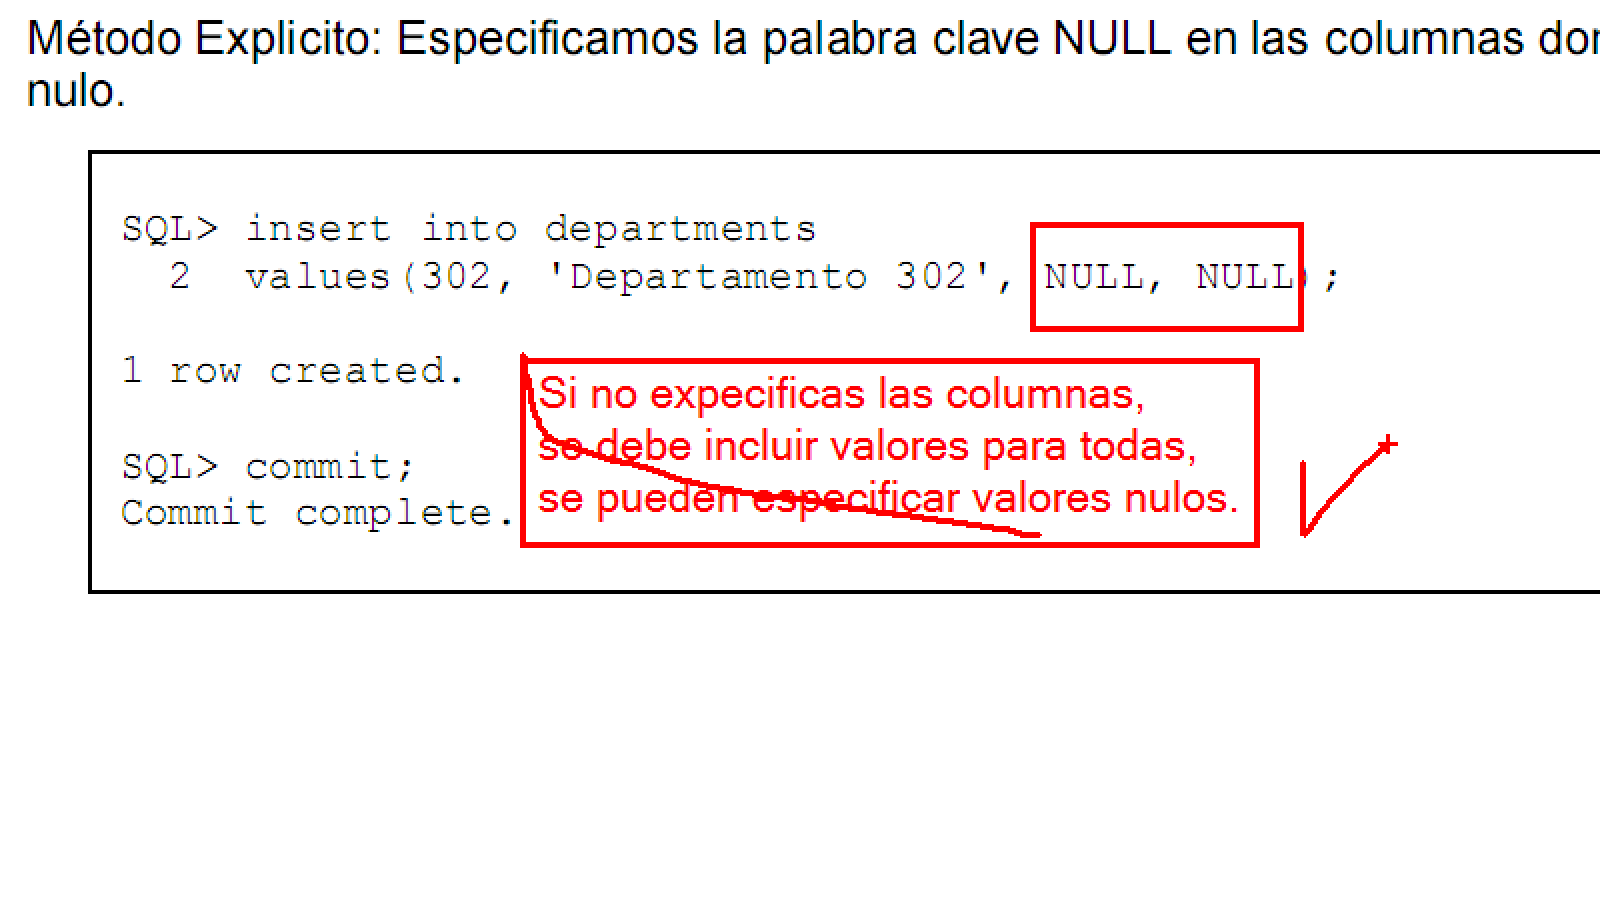 Método Explicito: Especificamos la palabra clave NULL en las columnas
nulo.
SQL> insert into departments
2 values(302, 'Departamento 302', NULL, NULL);
1 row created.
Si no expecificas las columnas,
se debe incluir valores para todas,
SQL> commit;
se pueden especificar valores nulos.
Commit complete.